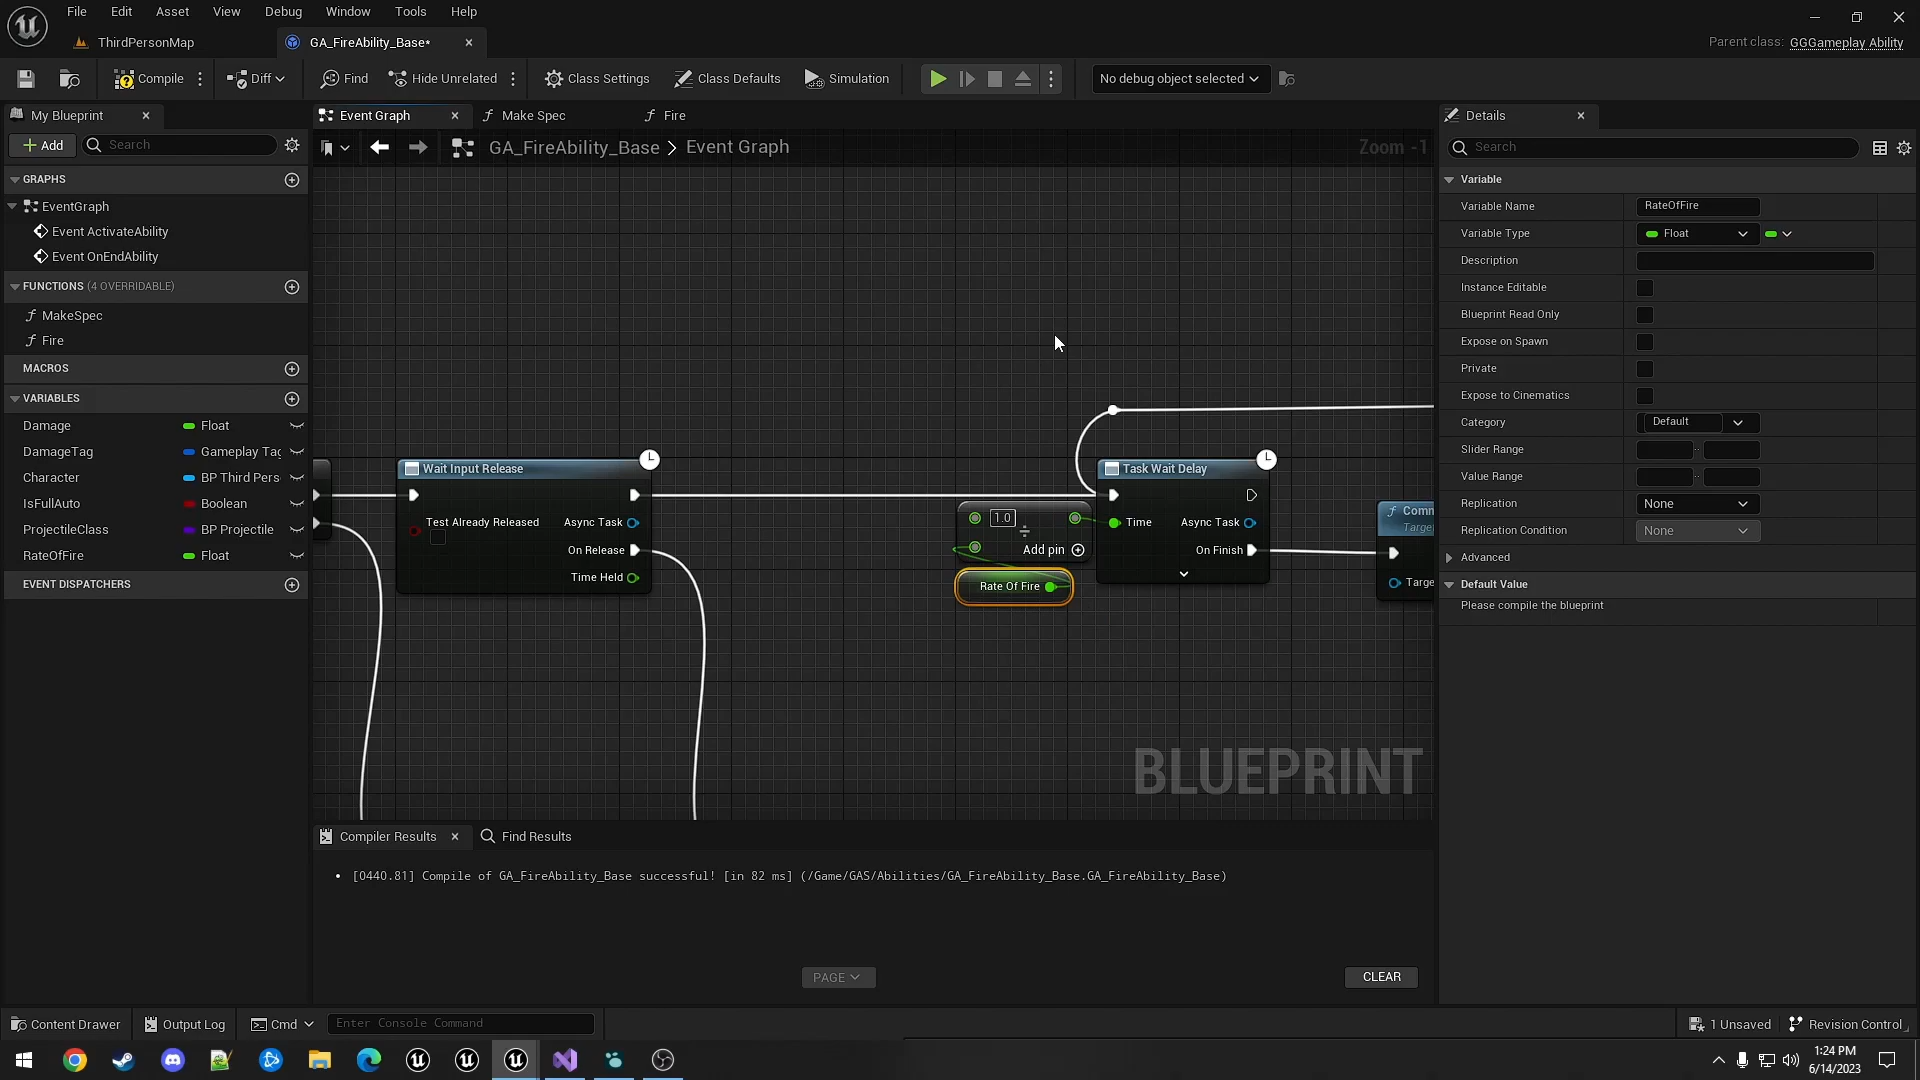 File Edit Asset View Debug Window Tools Help
ThirdPersonMap
GA_FireAbility_Base*
Parent class: GGGameplay Ability
Compile
Diff
Find
Hide Unrelated
Class Settings
Class Defaults
Simulation
No debug object selected
My Blueprint
Event Graph
Make Spec
Fire
Details
Add
Search
GA_FireAbility_Base > Event Graph
Zoom -1
Search
GRAPHS
EventGraph
Event ActivateAbility
Event OnEndAbility
FUNCTIONS (4 OVERRIDABLE)
MakeSpec
Fire
MACROS
VARIABLES
Damage Float
DamageTag Gameplay Tag
Character BP Third Pers
IsFullAuto Boolean
ProjectileClass BP Projectile
RateOfFire Float
EVENT DISPATCHERS
Wait Input Release
Test Already Released
Async Task
On Release
Time Held
1.0
Add pin
Rate Of Fire
Task Wait Delay
Time
Async Task
On Finish
Comm
Target
Targe
BLUEPRINT
Variable
Variable Name RateOfFire
Variable Type Float
Description
Instance Editable
Blueprint Read Only
Expose on Spawn
Private
Expose to Cinematics
Category Default
Slider Range
Value Range
Replication None
Replication Condition None
Advanced
Default Value
Please compile the blueprint
Compiler Results
Find Results
• [0440.81] Compile of GA_FireAbility_Base successful! [in 82 ms] (/Game/GAS/Abilities/GA_FireAbility_Base.GA_FireAbility_Base)
PAGE
CLEAR
Content Drawer
Output Log
Cmd
Enter Console Command
1 Unsaved
Revision Control
1:24 PM
6/14/2023